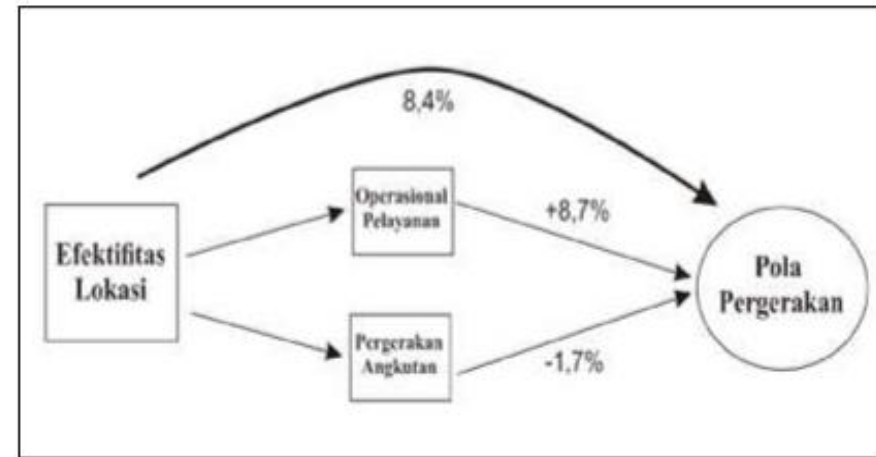 8,4%
Operasional
Pelayanan
+8,7%
Efektifitas
Lokasi
Pola
Pergerakan
Pergerakan
Angkutan
-1,7%